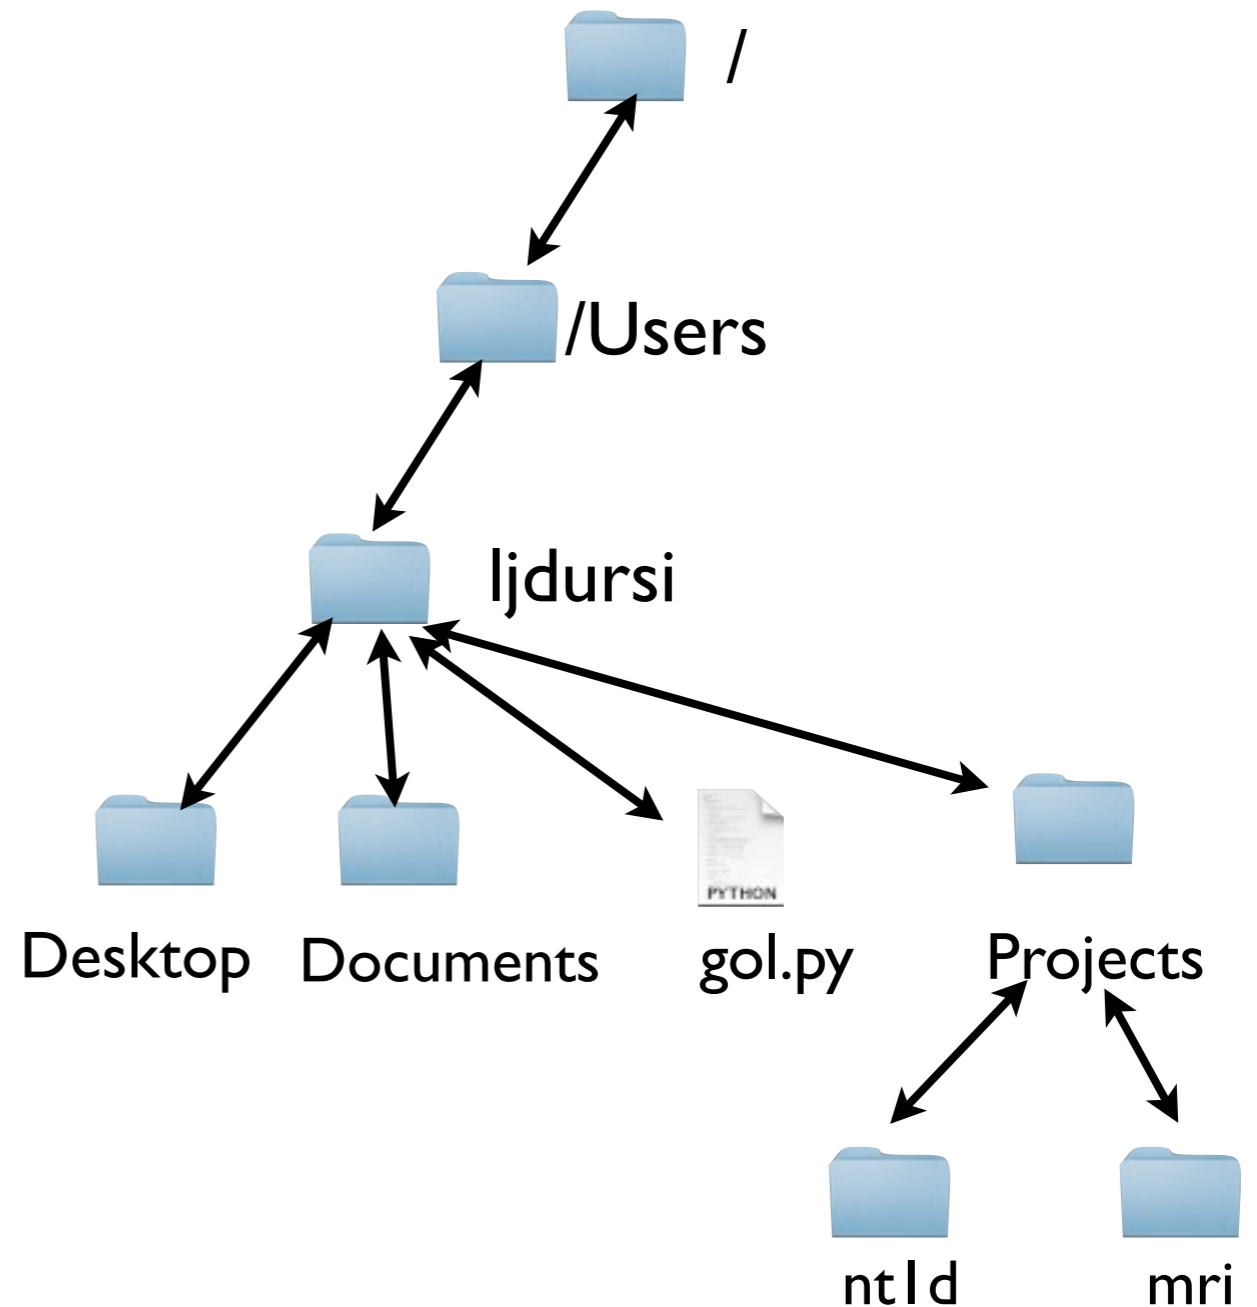 /
/Users
ljdursi
PYTHON
Desktop
Documents
gol.py
Projects
nt1d
mri